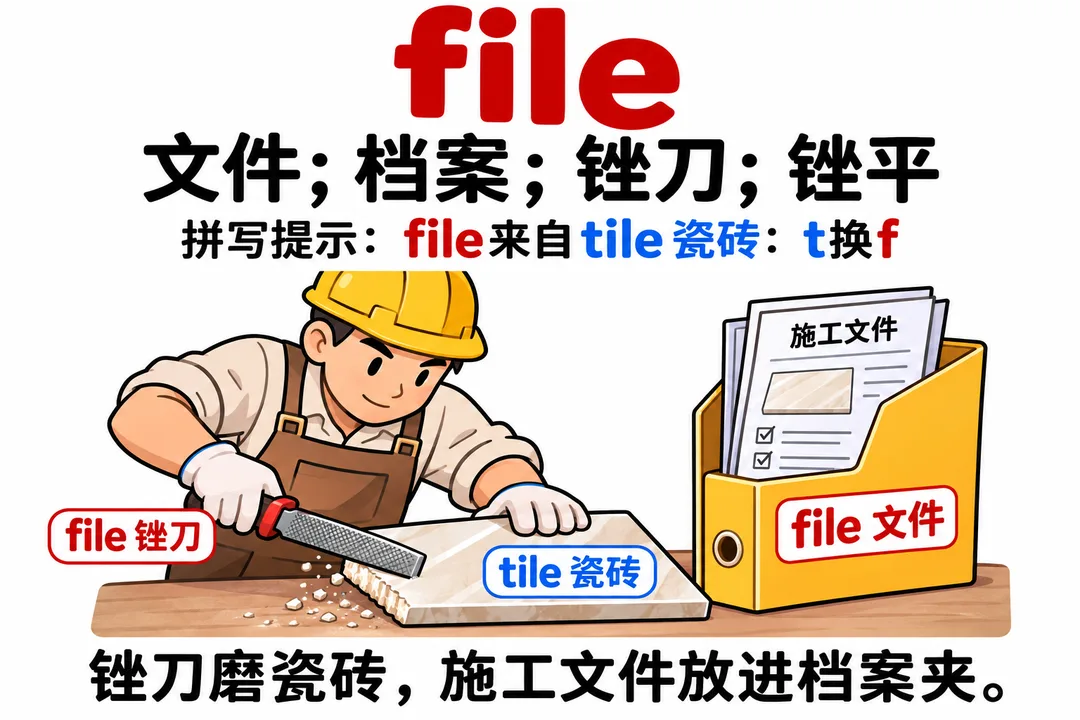 file
文件；档案；锉刀；锉平
拼写提示：file来自tile 瓷砖：t换f
施工文件
file 锉刀
tile 瓷砖
file 文件
锉刀磨瓷砖，施工文件放进档案夹。